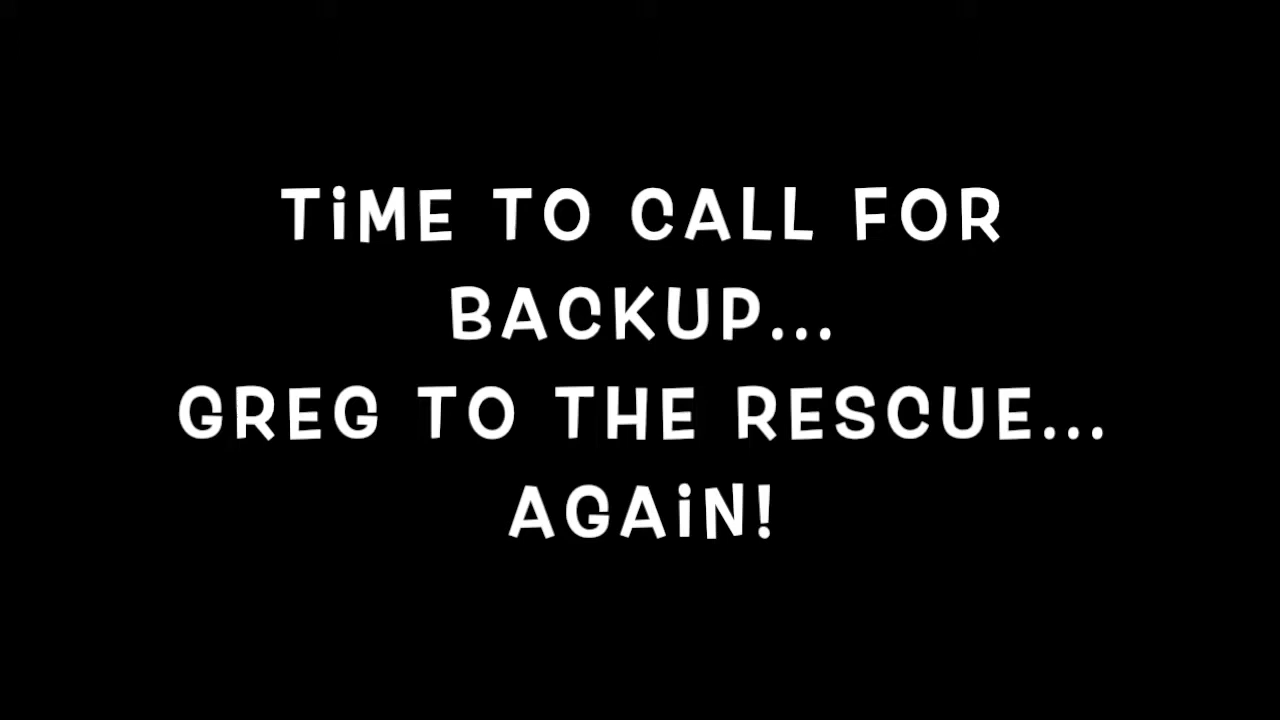 TiME TO CALL FOR
BACKUP...
GREG TO THE RESCUE...
AGAiN!